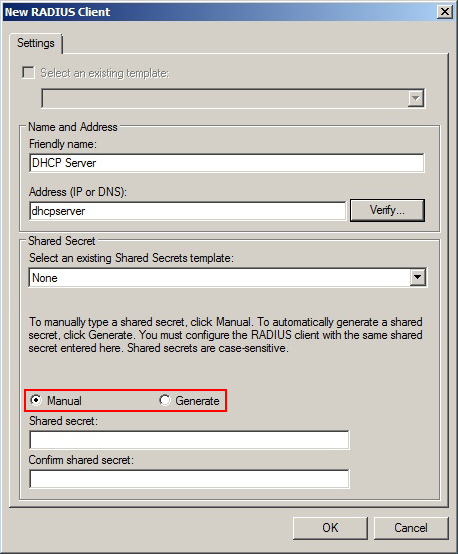 New RADIUS Client
Settings
Select an existing template:
Name and Address
Friendly name:
DHCP Server
Address (IP or DNS):
dhcpserver
Verify...
Shared Secret
Select an existing Shared Secrets template:
None
To manually type a shared secret, click Manual. To automatically generate a shared
secret, click Generate. You must configure the RADIUS client with the same shared
secret entered here. Shared secrets are case-sensitive.
Manual Generate
Shared secret:
Confirm shared secret:
OK Cancel